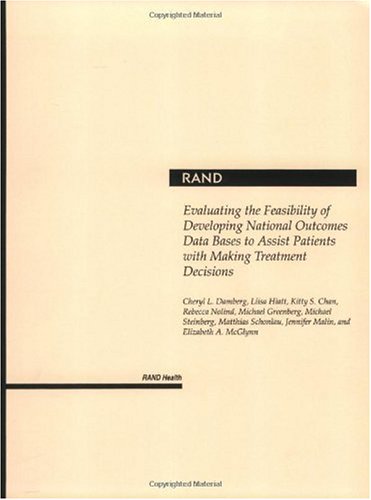 Copyrighted Material
RAND
Evaluating the Feasibility of
Developing National Outcomes
Data Bases to Assist Patients
with Making Treatment
Decisions
Cheryl L. Damberg, Liisa Hiatt, Kitty S. Chan,
Rebecca Nolind, Michael Greenberg, Michael
Steinberg, Matthias Schonlau, Jennifer Malin, and
Elizabeth A. McGlynn
RAND Health
Copyrighted Material